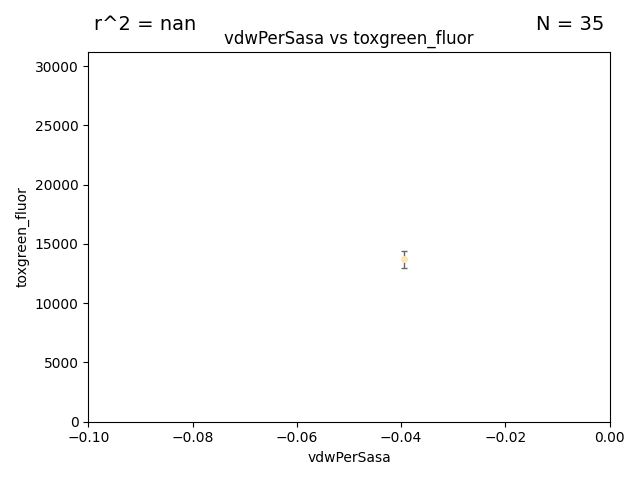 r^2 = nan
N = 35
vdwPerSasa vs toxgreen_fluor
30000
25000
20000
15000
10000
5000
0
toxgreen_fluor
−0.10 −0.08 −0.06 −0.04 −0.02 0.00
vdwPerSasa